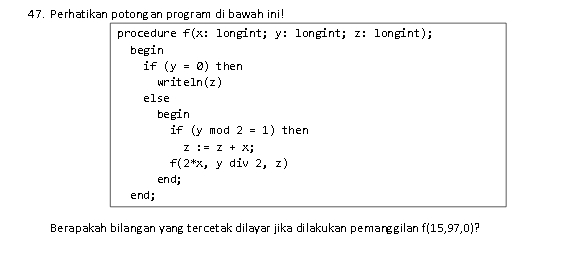 47. Perhatikan potongan program di bawah ini!
procedure f(x: longint; y: longint; z: longint);
begin
if (y = 0) then
writeln(z)
else
begin
if (y mod 2 = 1) then
z := z + x;
f(2*x, y div 2, z)
end;
end;
Berapakah bilangan yang tercetak dilayar jika dilakukan pemanggilan f(15,97,0)?